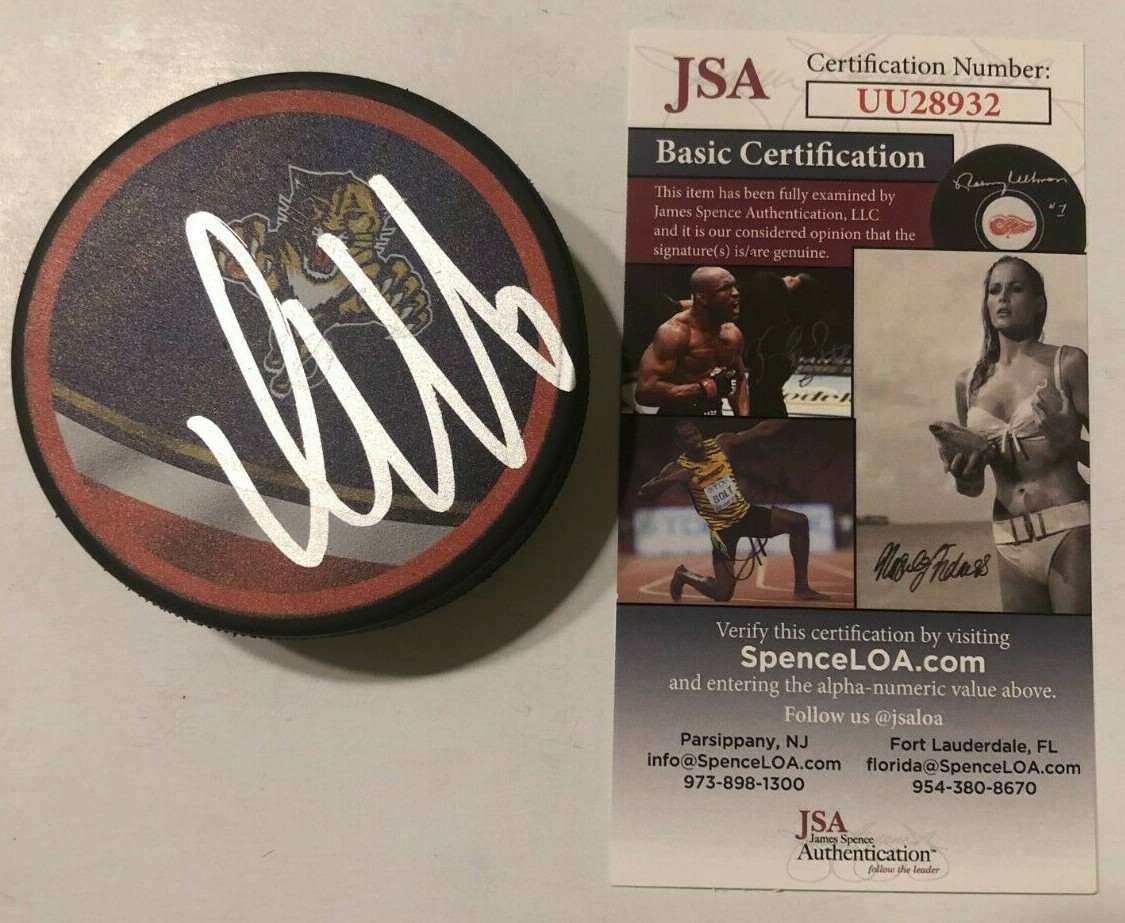 JSA
Certification Number:
UU28932
Basic Certification
This item has been fully examined by
James Spence Authentication, LLC
and it is our considered opinion that the
signature(s) is/are genuine.
#7
BOLT
Verify this certification by visiting
SpenceLOA.com
and entering the alpha-numeric value above.
Follow us @jsaloa
Parsippany, NJ
info@SpenceLOA.com
973-898-1300
Fort Lauderdale, FL
florida@SpenceLOA.com
954-380-8670
JSA
James Spence
Authentication™
follow the leader